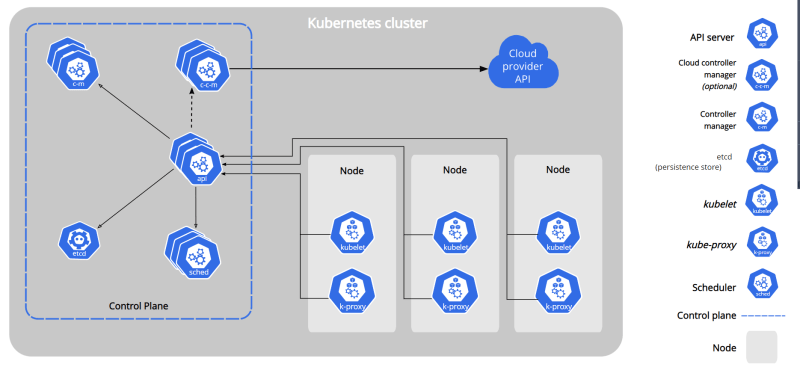 Kubernetes cluster
c-m
c-c-m
Cloud
provider
API
api
Node
Node
Node
etcd
sched
kubelet
kubelet
kubelet
k-proxy
k-proxy
k-proxy
Control Plane
API server
api
Cloud controller
manager
(optional)
c-c-m
Controller
manager
c-m
etcd
(persistence store)
etcd
kubelet
kubelet
kube-proxy
k-proxy
Scheduler
sched
Control plane
Node